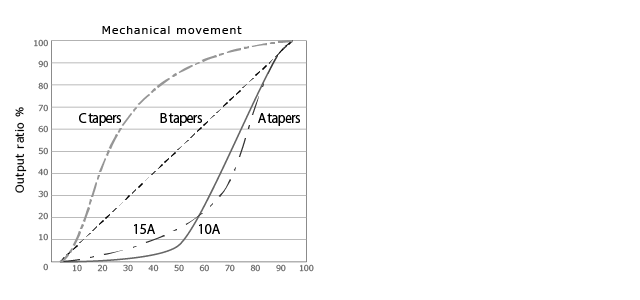 Mechanical movement
100
90
80
70
60
50
40
30
20
10
0
Output ratio %
C tapers
B tapers
A tapers
15A
10A
10 20 30 40 50 60 70 80 90 100